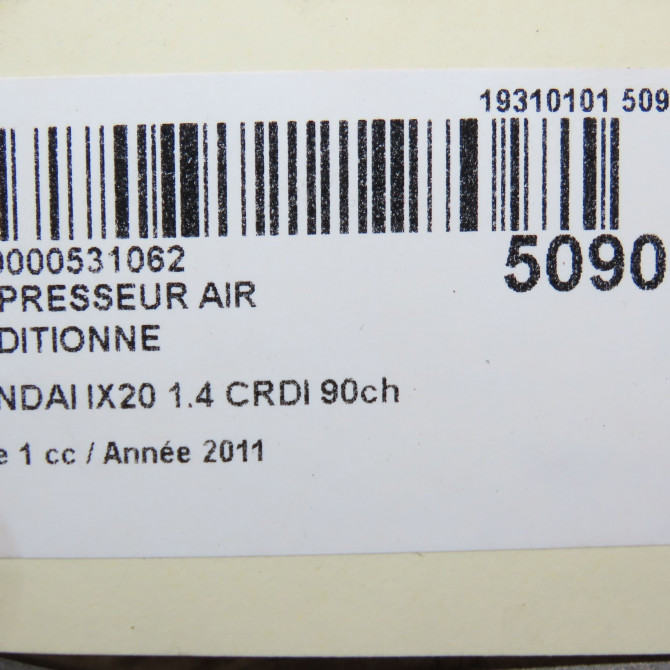 19310101 509
0000531062
5090
PRESSEUR AIR
DITIONNE
NDAI IX20 1.4 CRDI 90ch
e 1 cc / Année 2011